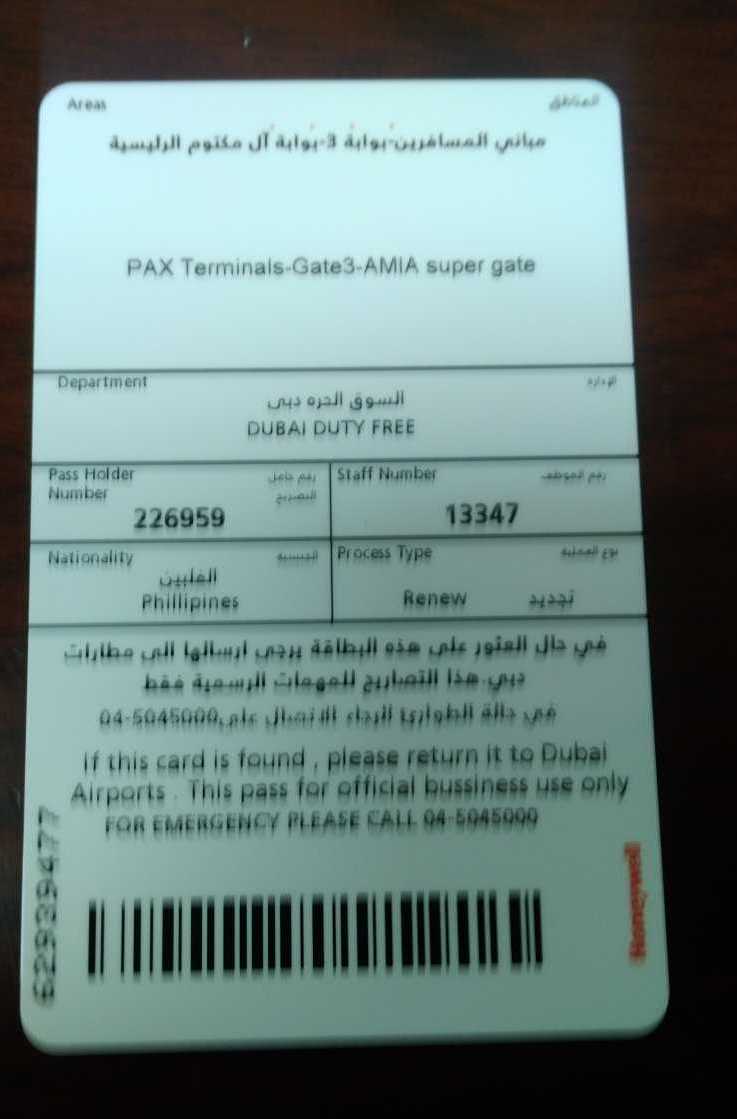 Areas المناطق
مباني المسافرين-بوابة 3-بوابة آل مكتوم الرئيسية
PAX Terminals-Gate3-AMIA super gate
Department الإدارة
السوق الحره دبى
DUBAI DUTY FREE
Pass Holder Number رقم حامل التصريح
226959
Staff Number رقم الموظف
13347
Nationality الجنسية
الفلبين
Phillipines
Process Type نوع العملية
Renew تجديد
في حال العثور على هذه البطاقة يرجى ارسالها الى مطارات
دبي. هذا التصاريح للمهمات الرسمية فقط
في حالة الطوارئ الرجاء الاتصال على 04-5045000
If this card is found , please return it to Dubai
Airports . This pass for official bussiness use only
FOR EMERGENCY PLEASE CALL 04-5045000
62939477
Honeywell